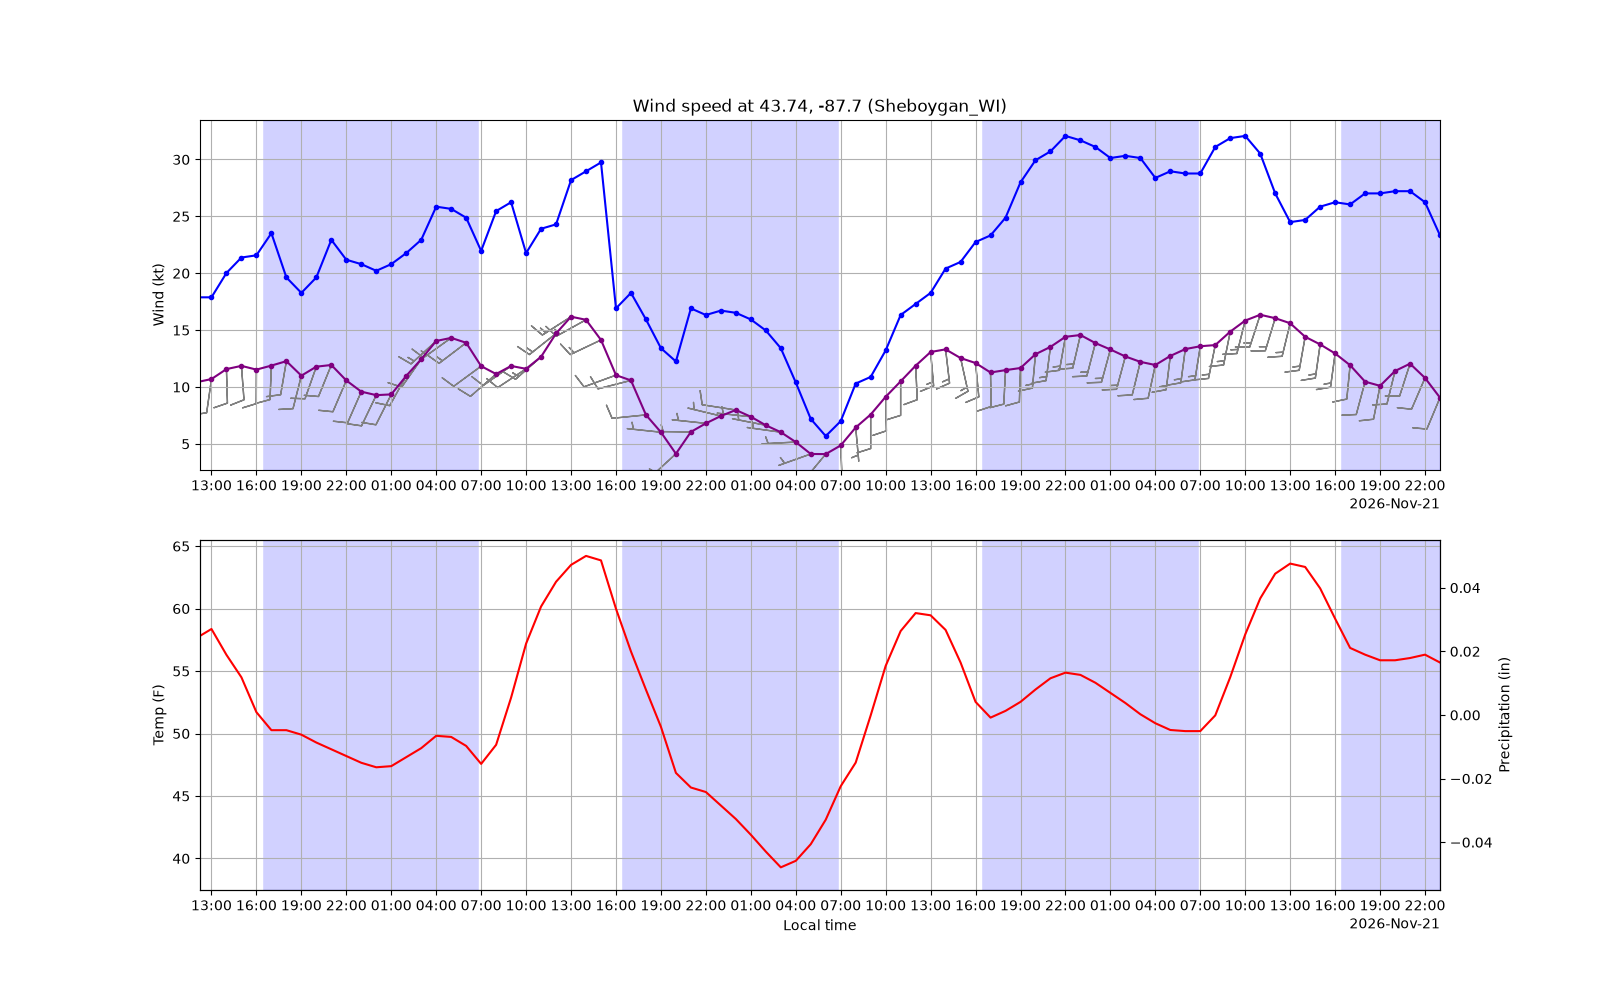 Wind speed at 43.74, -87.7 (Sheboygan_WI)
Wind (kt)
30
25
20
15
10
5
13:00 16:00 19:00 22:00 01:00 04:00 07:00 10:00 13:00 16:00 19:00 22:00 01:00 04:00 07:00 10:00 13:00 16:00 19:00 22:00 01:00 04:00 07:00 10:00 13:00 16:00 19:00 22:00
2026-Nov-21
Temp (F)
65
60
55
50
45
40
0.04
0.02
0.00
−0.02
−0.04
Precipitation (in)
13:00 16:00 19:00 22:00 01:00 04:00 07:00 10:00 13:00 16:00 19:00 22:00 01:00 04:00 07:00 10:00 13:00 16:00 19:00 22:00 01:00 04:00 07:00 10:00 13:00 16:00 19:00 22:00
Local time
2026-Nov-21